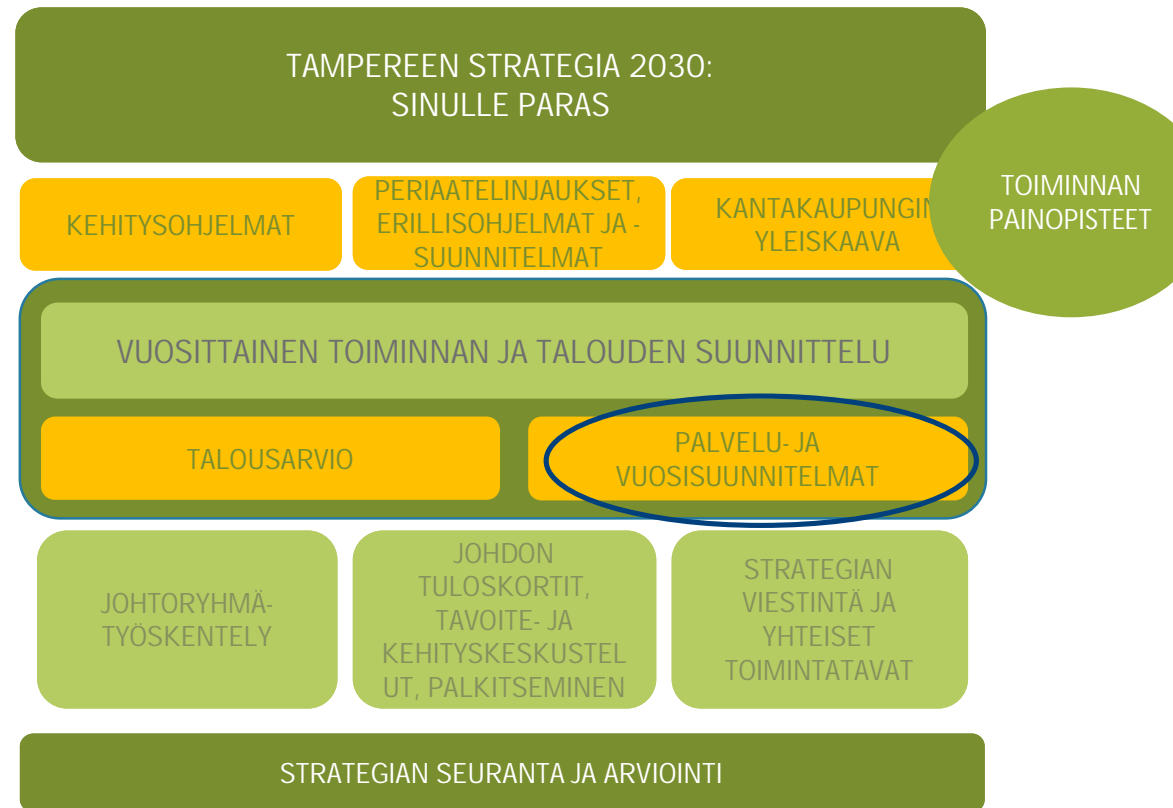 TAMPEREEN STRATEGIA 2030:
SINULLE PARAS
TOIMINNAN
PAINOPISTEET
KEHITYSOHJELMAT
PERIAATELINJAUKSET,
ERILLISOHJELMAT JA -
SUUNNITELMAT
KANTAKAUPUNGIN
YLEISKAAVA
VUOSITTAINEN TOIMINNAN JA TALOUDEN SUUNNITTELU
TALOUSARVIO
PALVELU- JA
VUOSISUUNNITELMAT
JOHTORYHMÄ-
TYÖSKENTELY
JOHDON
TULOSKORTIT,
TAVOITE- JA
KEHITYSKESKUSTEL
UT, PALKITSEMINEN
STRATEGIAN
VIESTINTÄ JA
YHTEISET
TOIMINTATAVAT
STRATEGIAN SEURANTA JA ARVIOINTI